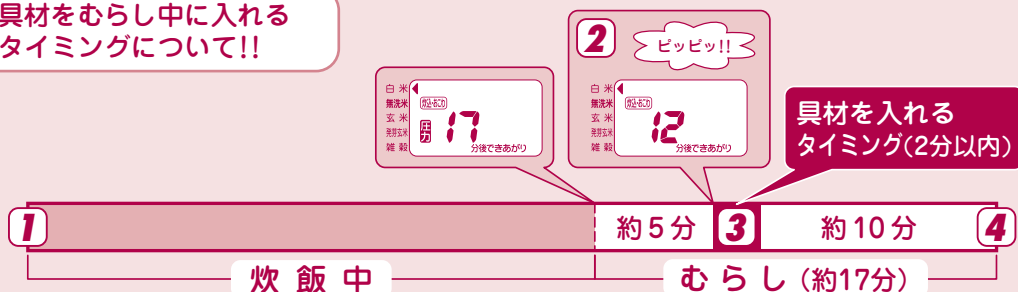 具材をむらし中に入れる
タイミングについて!!
2
ピッピッ!!
白米
無洗米
玄米
発芽玄米
雑穀
炊込・おこわ
圧力
17
分後できあがり
白米
無洗米
玄米
発芽玄米
雑穀
炊込・おこわ
12
分後できあがり
具材を入れる
タイミング(2分以内)
1
約5分
3
約10分
4
炊飯中
むらし(約17分)